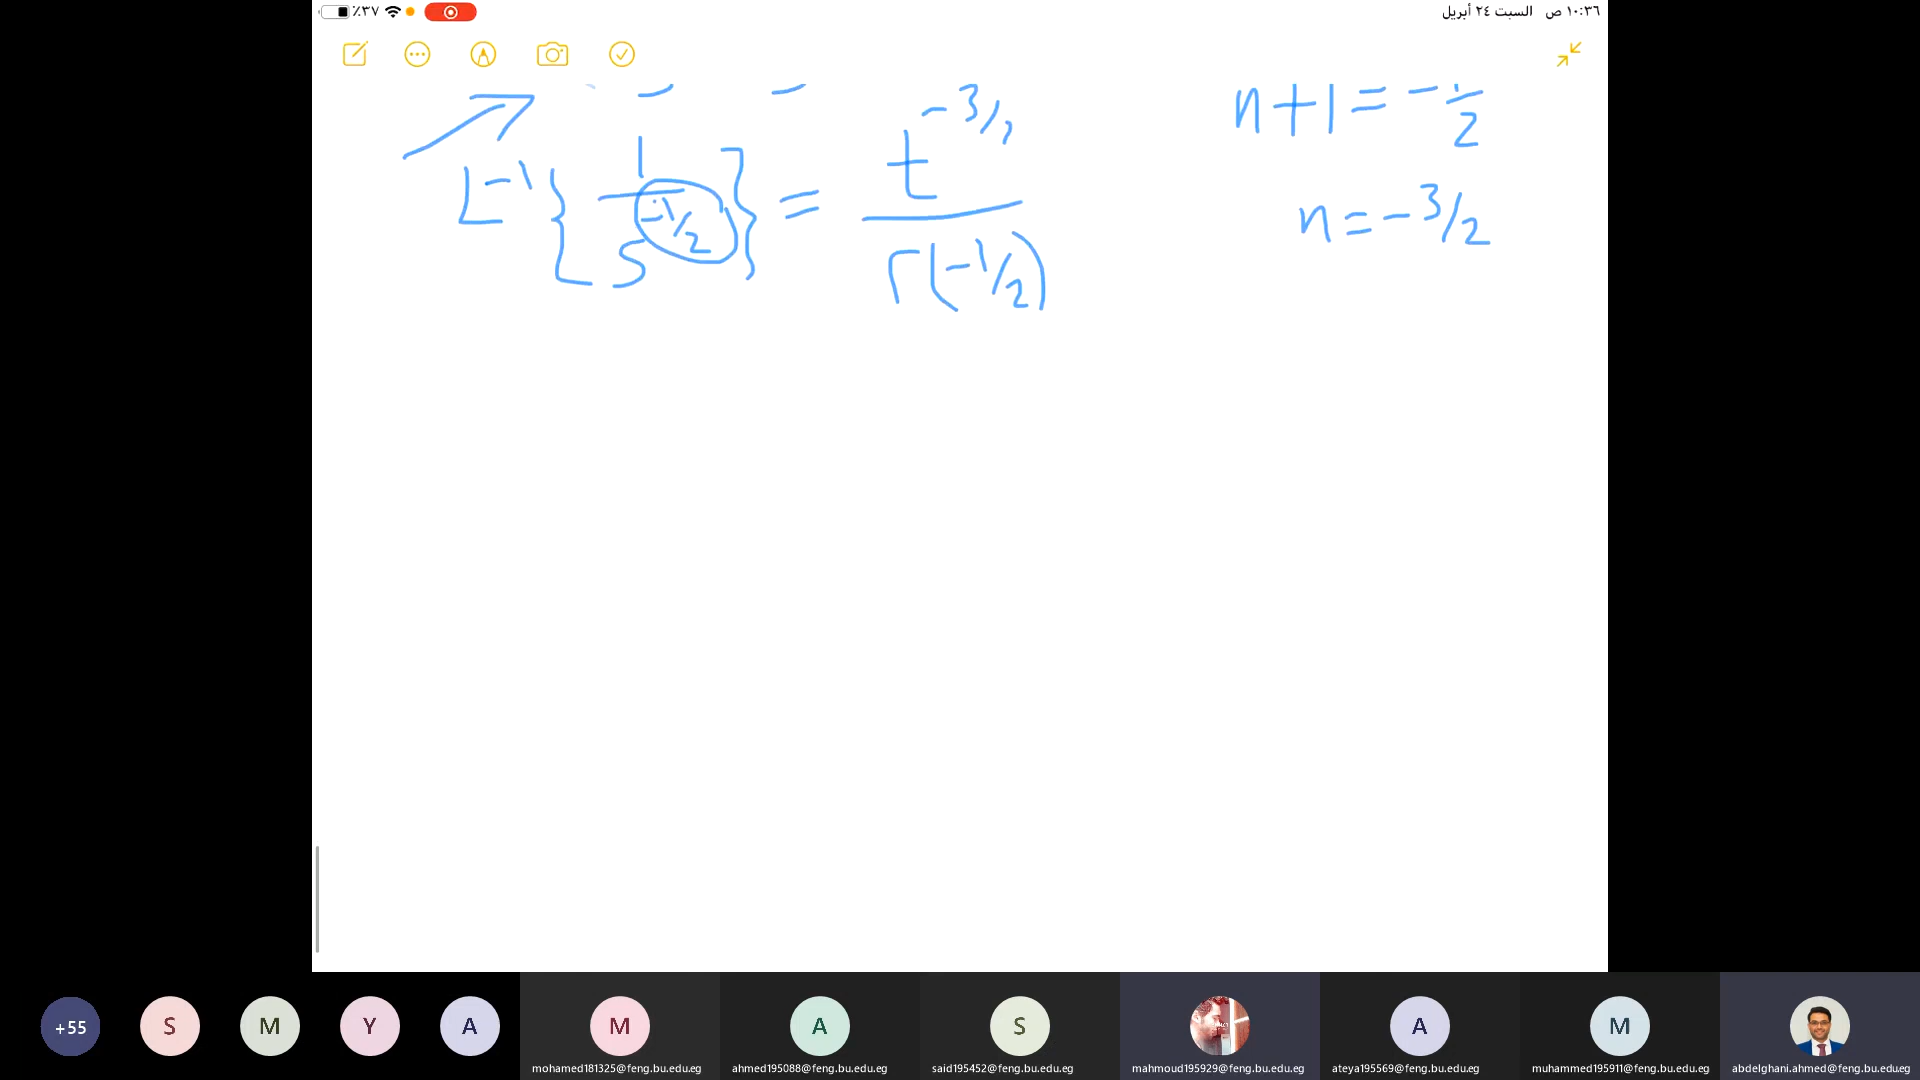 ٪٣٧
١٠:٣٦ ص السبت ٢٤ أبريل
n+1 = -1/2
L^-1 { 1 / S^-1/2 } = t^-3/2 / Γ(-1/2)
n = -3/2
+55
S
M
Y
A
M
A
S
A
M
mohamed181325@feng.bu.edu.eg
ahmed195088@feng.bu.edu.eg
said195452@feng.bu.edu.eg
mahmoud195929@feng.bu.edu.eg
ateya195569@feng.bu.edu.eg
muhammed195911@feng.bu.edu.eg
abdelghani.ahmed@feng.bu.edu.eg